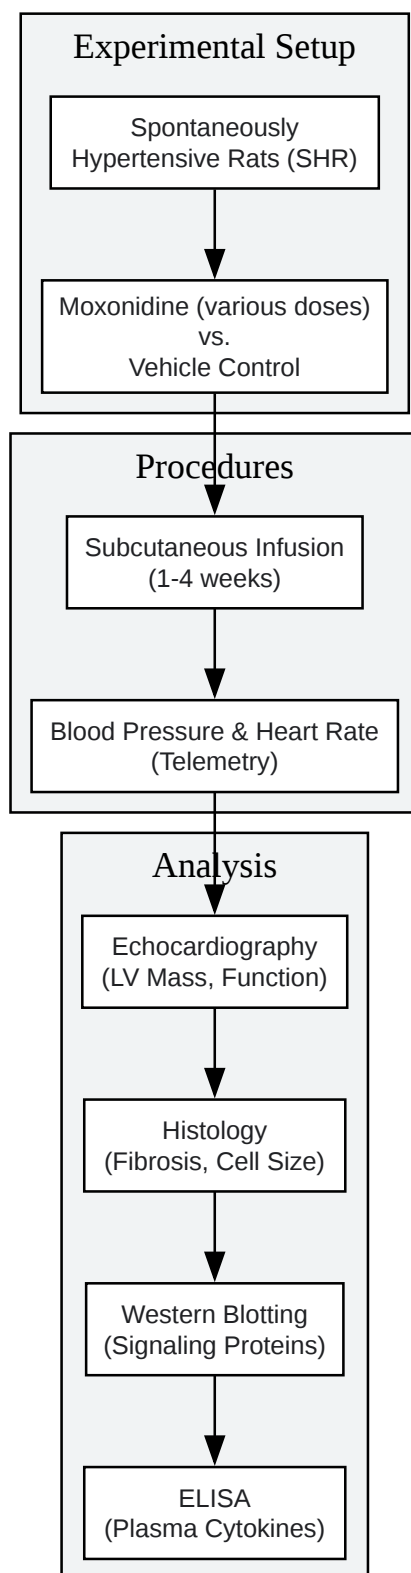 Experimental Setup
Spontaneously
Hypertensive Rats (SHR)
Moxonidine (various doses)
vs.
Vehicle Control
Procedures
Subcutaneous Infusion
(1-4 weeks)
Blood Pressure & Heart Rate
(Telemetry)
Analysis
Echocardiography
(LV Mass, Function)
Histology
(Fibrosis, Cell Size)
Western Blotting
(Signaling Proteins)
ELISA
(Plasma Cytokines)